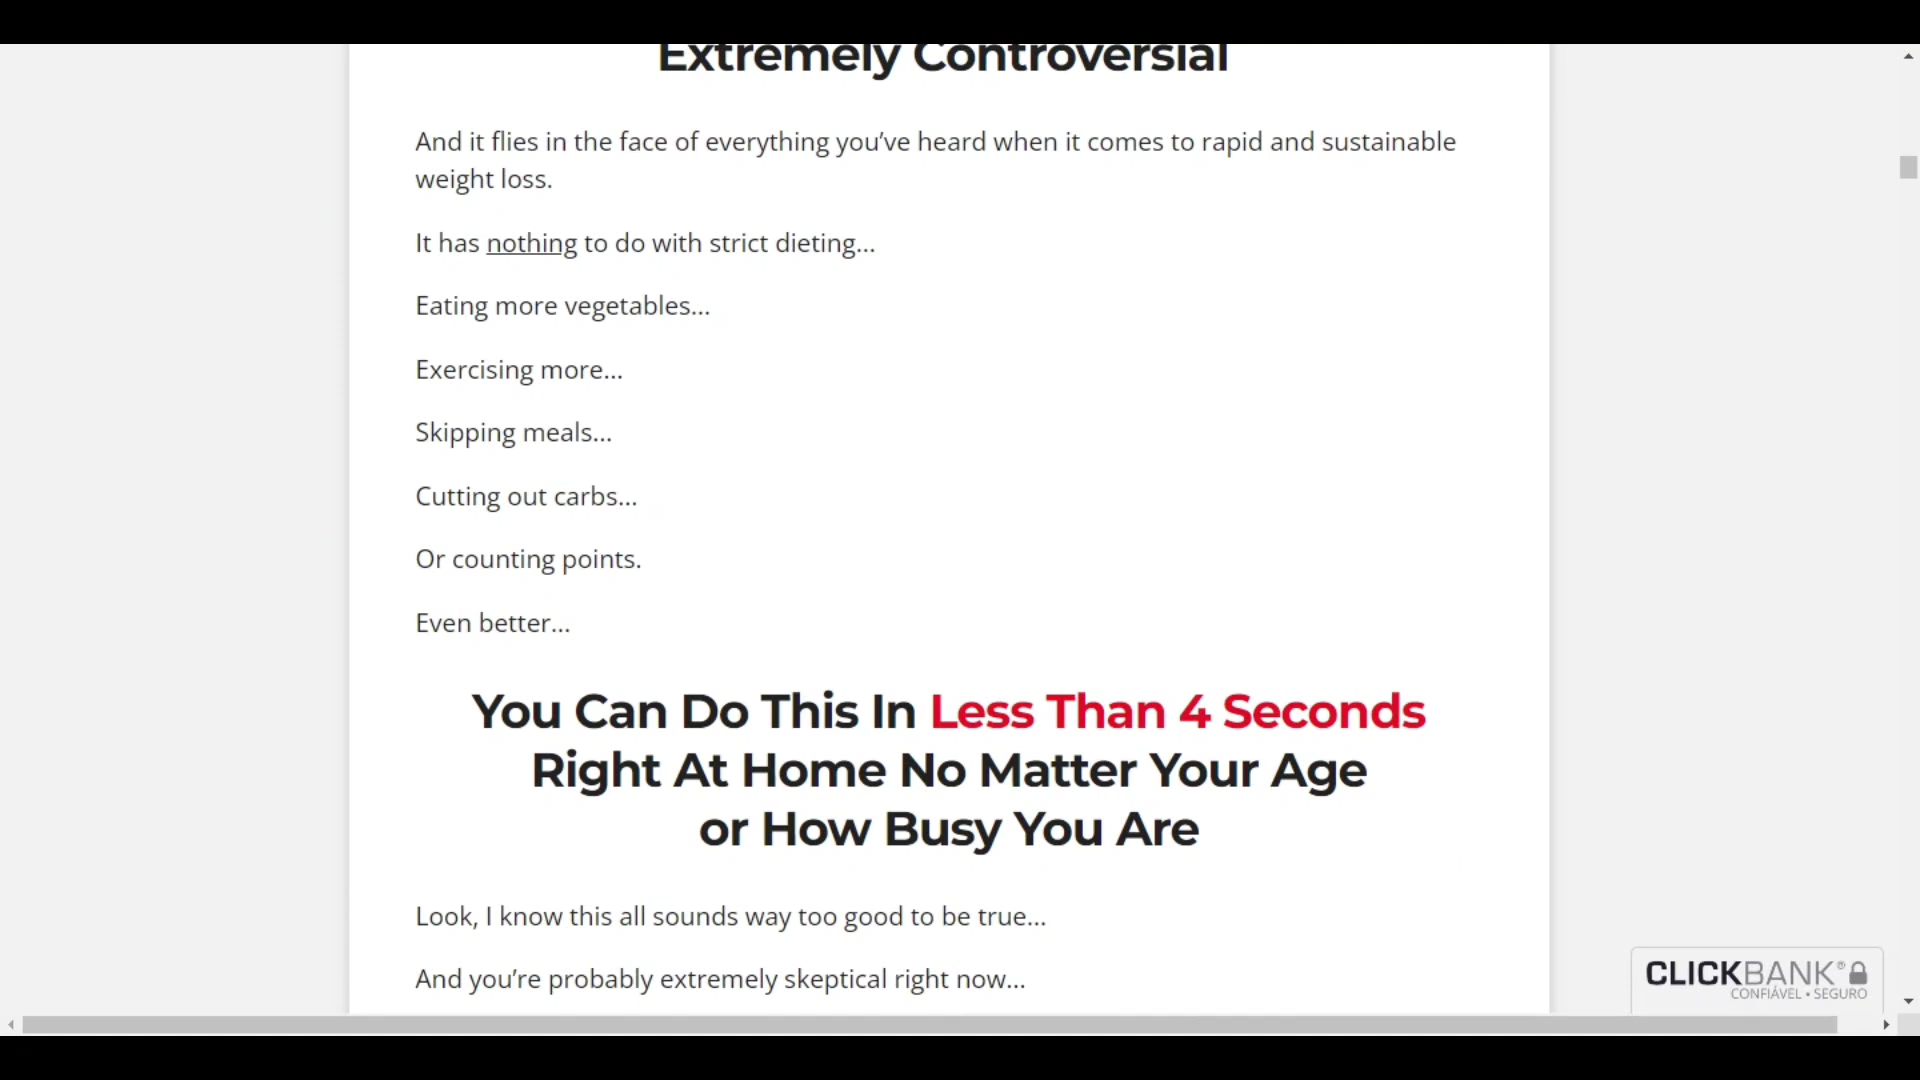 Extremely Controversial
And it flies in the face of everything you’ve heard when it comes to rapid and sustainable
weight loss.
It has nothing to do with strict dieting...
Eating more vegetables...
Exercising more...
Skipping meals...
Cutting out carbs...
Or counting points.
Even better...
You Can Do This In Less Than 4 Seconds
Right At Home No Matter Your Age
or How Busy You Are
Look, I know this all sounds way too good to be true...
And you’re probably extremely skeptical right now...
CLICKBANK®
CONFIÁVEL • SEGURO